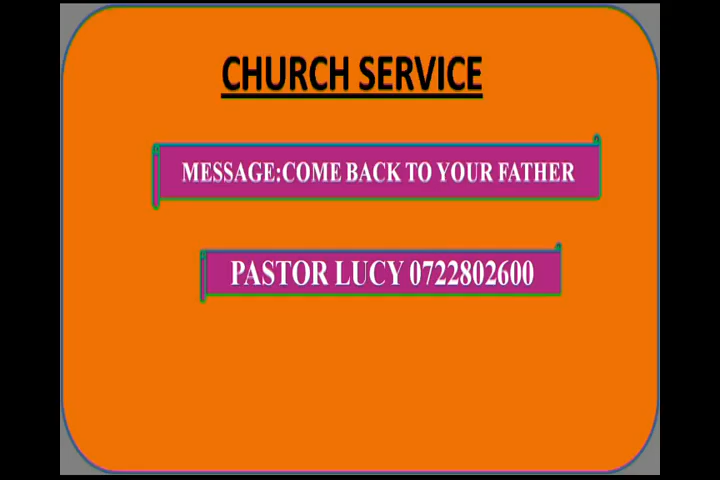 CHURCH SERVICE
MESSAGE:COME BACK TO YOUR FATHER
PASTOR LUCY 0722802600